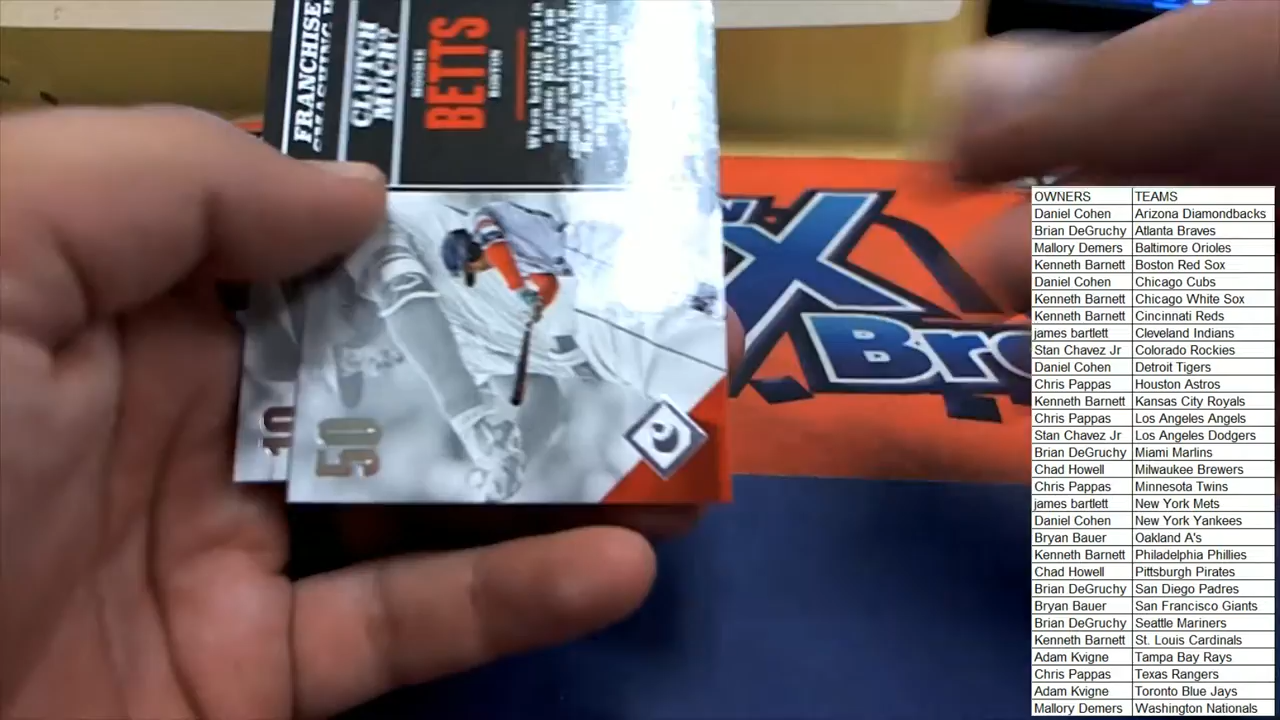 FRANCHISE
CLUTCH
MUCH?
MOOKIE
BETTS
BOSTON
When batting
50
10
X
Bre
OWNERS TEAMS
Daniel Cohen Arizona Diamondbacks
Brian DeGruchy Atlanta Braves
Mallory Demers Baltimore Orioles
Kenneth Barnett Boston Red Sox
Daniel Cohen Chicago Cubs
Kenneth Barnett Chicago White Sox
Kenneth Barnett Cincinnati Reds
james bartlett Cleveland Indians
Stan Chavez Jr Colorado Rockies
Daniel Cohen Detroit Tigers
Chris Pappas Houston Astros
Kenneth Barnett Kansas City Royals
Chris Pappas Los Angeles Angels
Stan Chavez Jr Los Angeles Dodgers
Brian DeGruchy Miami Marlins
Chad Howell Milwaukee Brewers
Chris Pappas Minnesota Twins
james bartlett New York Mets
Daniel Cohen New York Yankees
Bryan Bauer Oakland A's
Kenneth Barnett Philadelphia Phillies
Chad Howell Pittsburgh Pirates
Brian DeGruchy San Diego Padres
Bryan Bauer San Francisco Giants
Brian DeGruchy Seattle Mariners
Kenneth Barnett St. Louis Cardinals
Adam Kvigne Tampa Bay Rays
Chris Pappas Texas Rangers
Adam Kvigne Toronto Blue Jays
Mallory Demers Washington Nationals